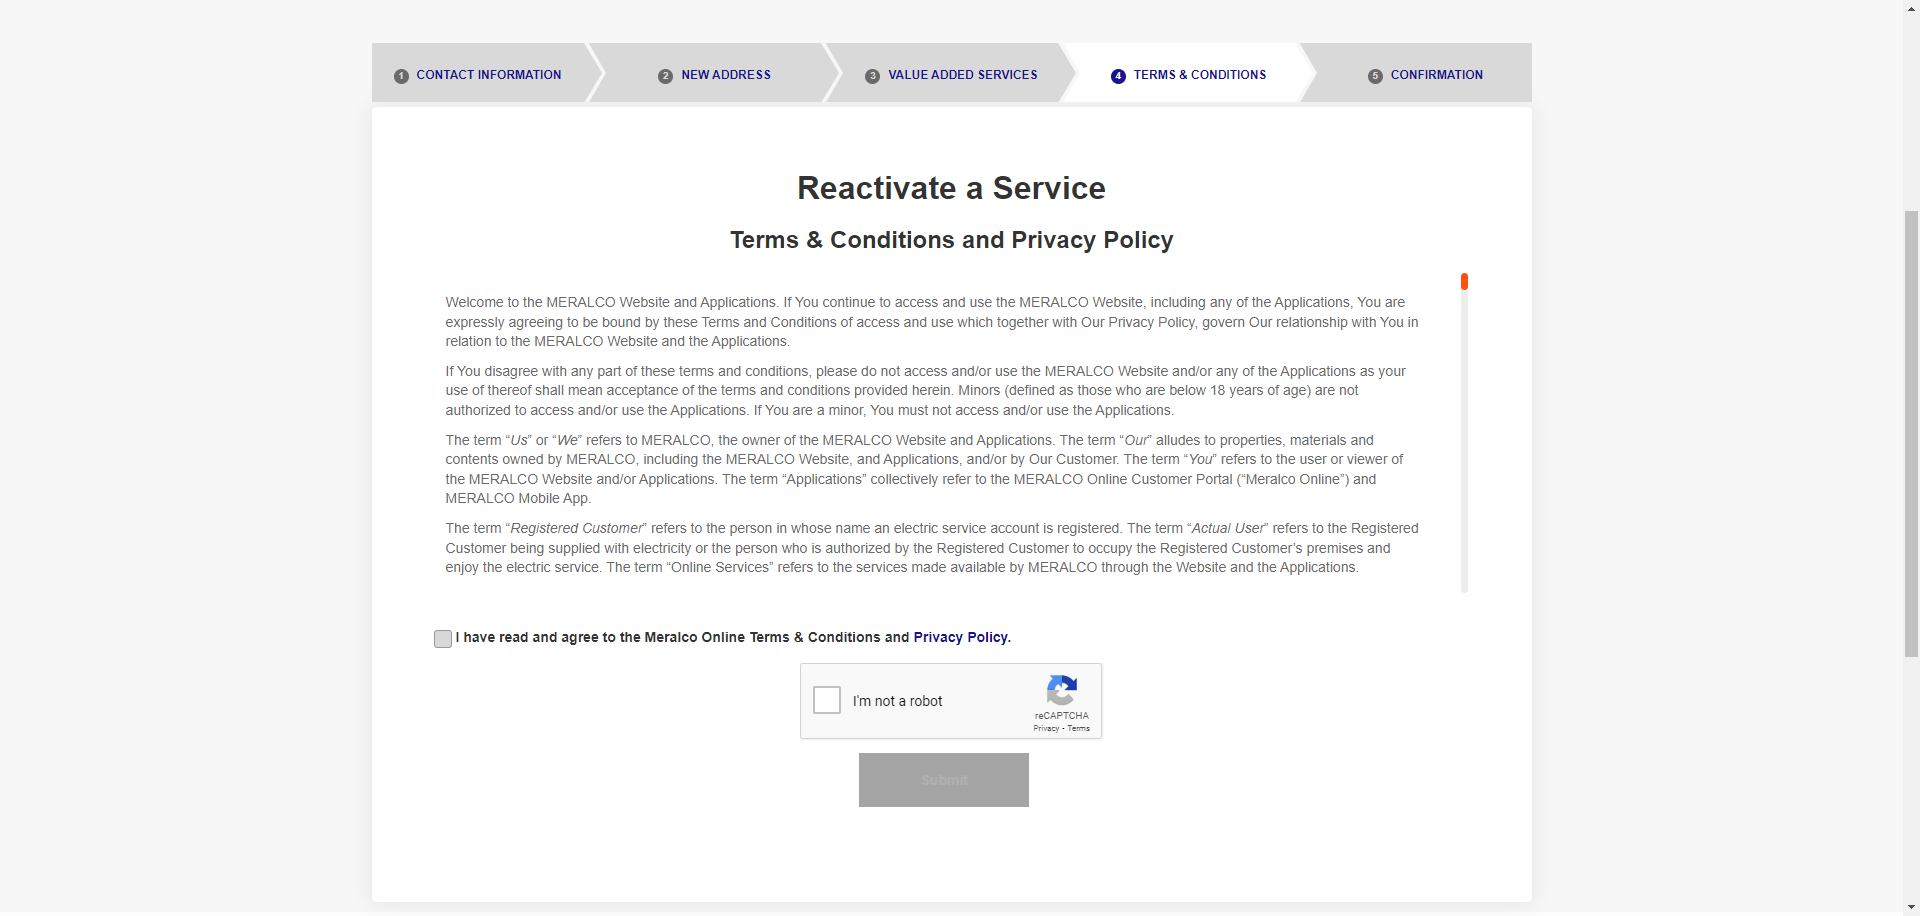 1 CONTACT INFORMATION
2 NEW ADDRESS
3 VALUE ADDED SERVICES
4 TERMS & CONDITIONS
5 CONFIRMATION
Reactivate a Service
Terms & Conditions and Privacy Policy
Welcome to the MERALCO Website and Applications. If You continue to access and use the MERALCO Website, including any of the Applications, You are
expressly agreeing to be bound by these Terms and Conditions of access and use which together with Our Privacy Policy, govern Our relationship with You in
relation to the MERALCO Website and the Applications.
If You disagree with any part of these terms and conditions, please do not access and/or use the MERALCO Website and/or any of the Applications as your
use of thereof shall mean acceptance of the terms and conditions provided herein. Minors (defined as those who are below 18 years of age) are not
authorized to access and/or use the Applications. If You are a minor, You must not access and/or use the Applications.
The term “Us” or “We” refers to MERALCO, the owner of the MERALCO Website and Applications. The term “Our” alludes to properties, materials and
contents owned by MERALCO, including the MERALCO Website, and Applications, and/or by Our Customer. The term “You” refers to the user or viewer of
the MERALCO Website and/or Applications. The term “Applications” collectively refer to the MERALCO Online Customer Portal (“Meralco Online”) and
MERALCO Mobile App.
The term “Registered Customer” refers to the person in whose name an electric service account is registered. The term “Actual User” refers to the Registered
Customer being supplied with electricity or the person who is authorized by the Registered Customer to occupy the Registered Customer’s premises and
enjoy the electric service. The term “Online Services” refers to the services made available by MERALCO through the Website and the Applications.
I have read and agree to the Meralco Online Terms & Conditions and Privacy Policy.
I'm not a robot
reCAPTCHA
Privacy - Terms
Submit